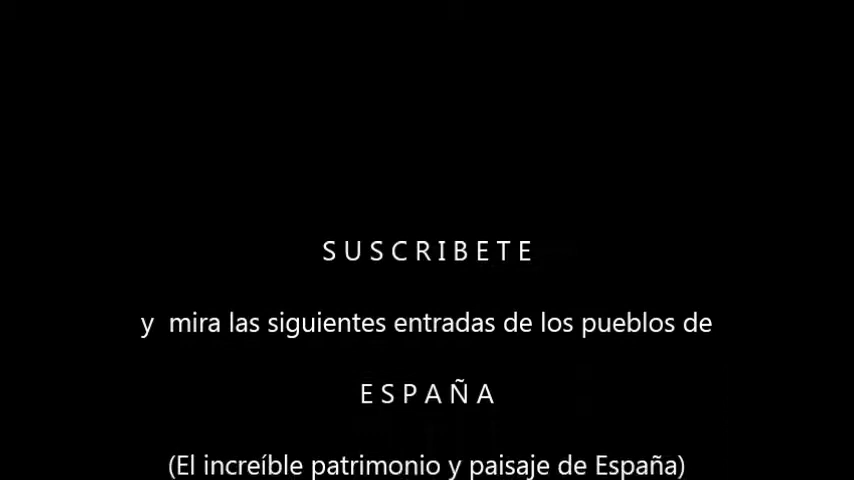 S U S C R I B E T E
y mira las siguientes entradas de los pueblos de
E S P A Ñ A
(El increíble patrimonio y paisaje de España)